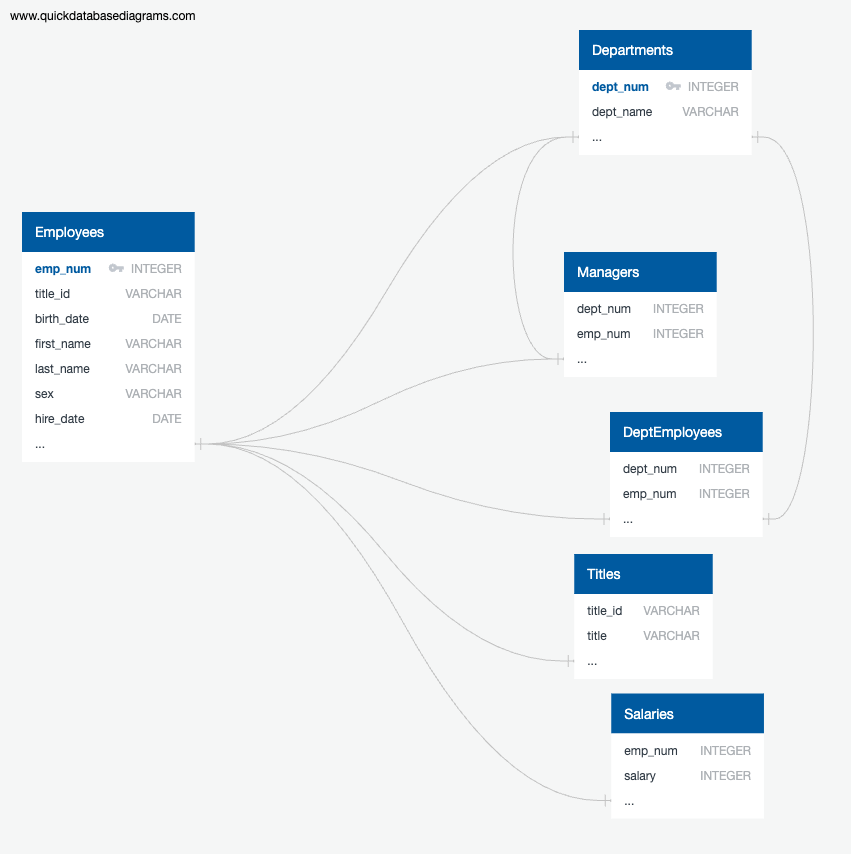 www.quickdatabasediagrams.com
Departments
dept_num INTEGER
dept_name VARCHAR
...
Employees
emp_num INTEGER
title_id VARCHAR
birth_date DATE
first_name VARCHAR
last_name VARCHAR
sex VARCHAR
hire_date DATE
...
Managers
dept_num INTEGER
emp_num INTEGER
...
DeptEmployees
dept_num INTEGER
emp_num INTEGER
...
Titles
title_id VARCHAR
title VARCHAR
...
Salaries
emp_num INTEGER
salary INTEGER
...